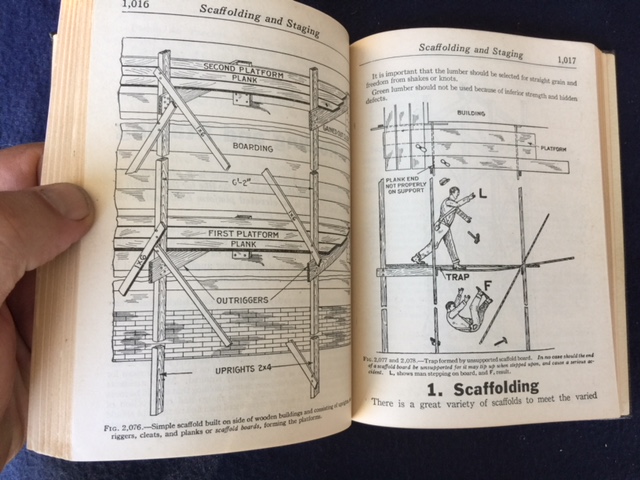 1,016 Scaffolding and Staging
SECOND PLATFORM
PLANK
BOARDING
6'-2"
FIRST PLATFORM
PLANK
OUTRIGGERS
UPRIGHTS 2x4
FIG. 2,076.—Simple scaffold built on side of wooden buildings and consisting of
riggers, cleats, and planks or scaffold boards, forming the platforms.
Scaffolding and Staging 1,017
It is important that the lumber should be selected for straight grain and
freedom from shakes or knots.
Green lumber should not be used because of inferior strength and hidden
defects.
BUILDING
PLATFORM
PLANK END
NOT PROPERLY
ON SUPPORT
L
TRAP
F
FIGS. 2,077 and 2,078.—Trap formed by unsupported scaffold board. In no case should the end
of a scaffold board be unsupported for it may tip up when stepped upon, and cause a serious ac-
cident. L, shows man stepping on board, and F, result.
1. Scaffolding
There is a great variety of scaffolds to meet the varied